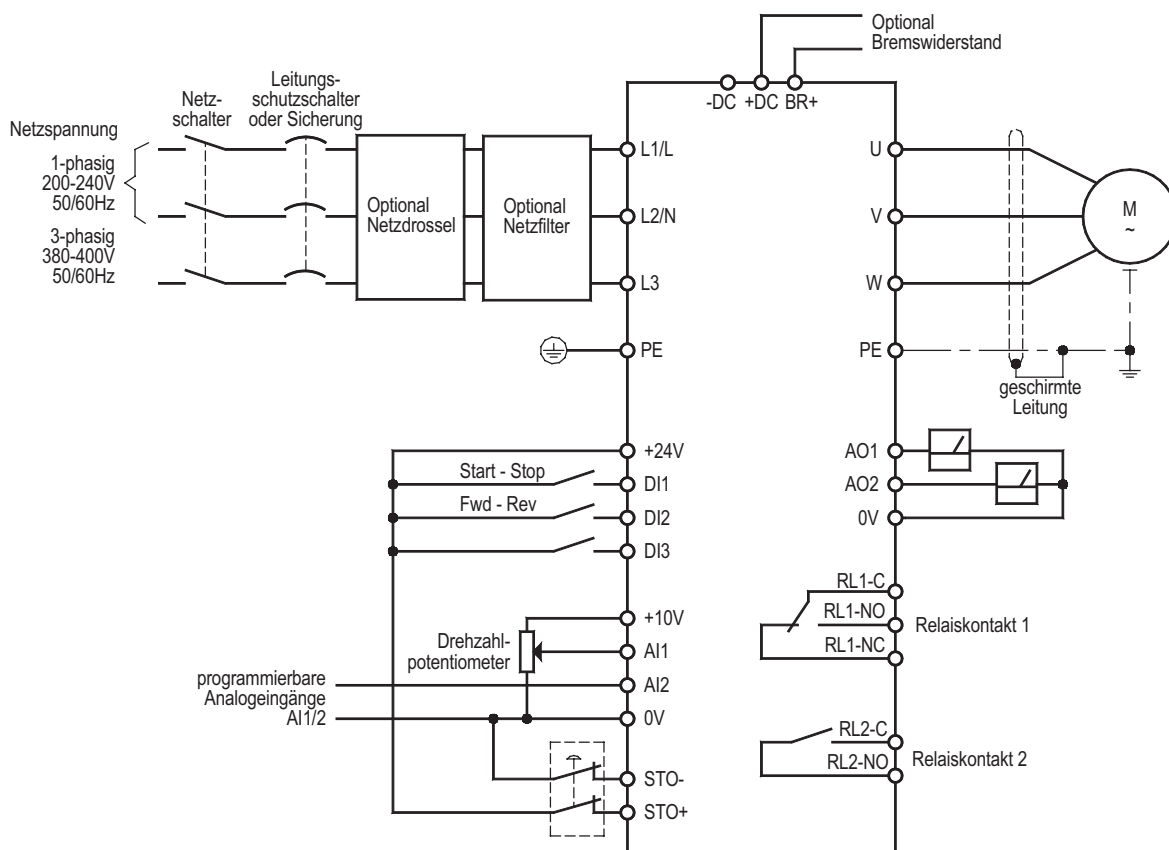 Optional
Bremswiderstand
-DC +DC BR+
Netzspannung
Netz-
schalter
Leitungs-
schutzschalter
oder Sicherung
1-phasig
200-240V
50/60Hz
3-phasig
380-400V
50/60Hz
Optional
Netzdrossel
Optional
Netzfilter
L1/L
L2/N
L3
PE
U
V
W
PE
M
~
geschirmte
Leitung
+24V
Start - Stop
DI1
Fwd - Rev
DI2
DI3
AO1
AO2
0V
+10V
Drehzahl-
potentiometer
AI1
programmierbare
Analogeingänge
AI1/2
AI2
0V
STO-
STO+
RL1-C
RL1-NO
RL1-NC
Relaiskontakt 1
RL2-C
RL2-NO
Relaiskontakt 2